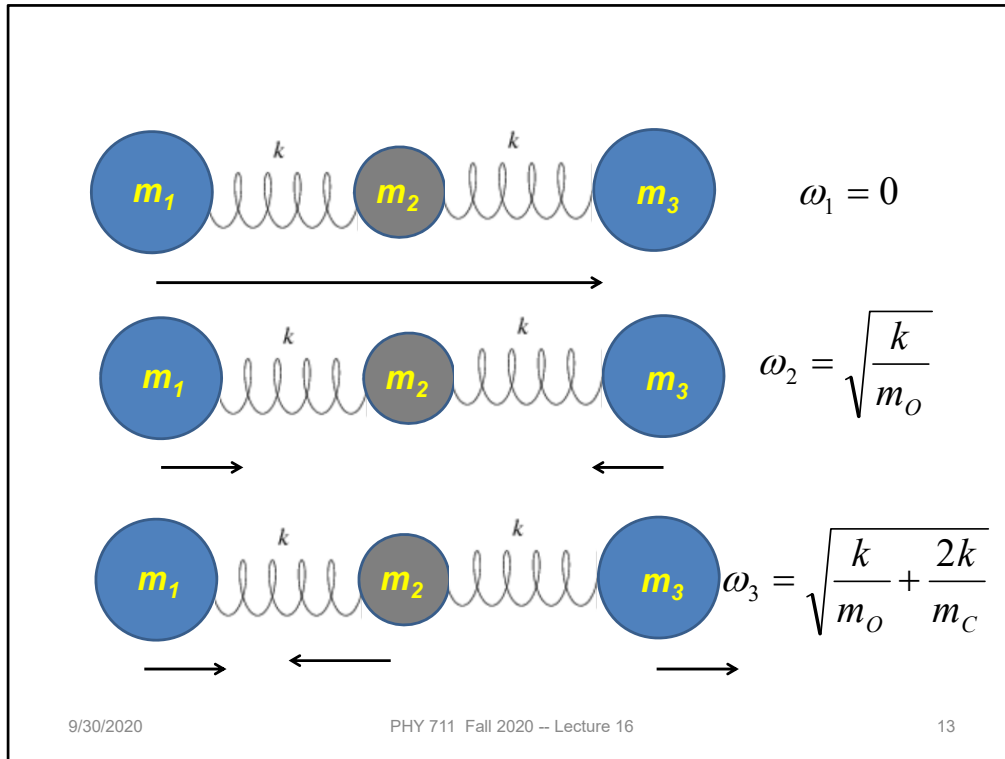 k k
m1 m2 m3 ω1 = 0
k k
m1 m2 m3 ω2 = √(k/mO)
k k
m1 m2 m3 ω3 = √(k/mO + 2k/mC)
9/30/2020 PHY 711 Fall 2020 -- Lecture 16 13